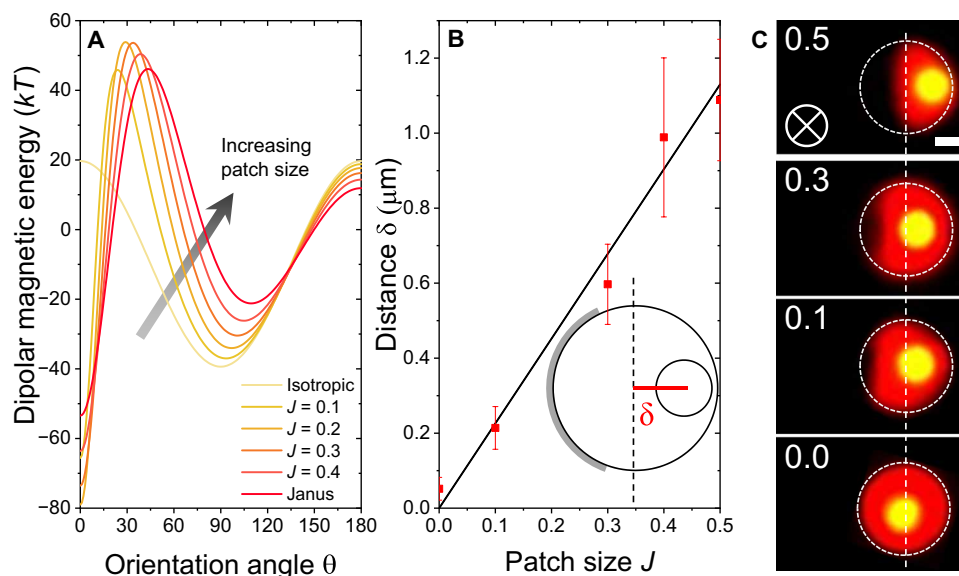 A
60
40
20
0
−20
−40
−60
−80
Dipolar magnetic energy (kT)
0
30
60
90
120
150
180
Orientation angle θ
Increasing
patch size
Isotropic
J = 0.1
J = 0.2
J = 0.3
J = 0.4
Janus
B
1.2
1.0
0.8
0.6
0.4
0.2
0.0
Distance δ (μm)
0.0
0.1
0.2
0.3
0.4
0.5
Patch size J
δ
C
0.5
0.3
0.1
0.0